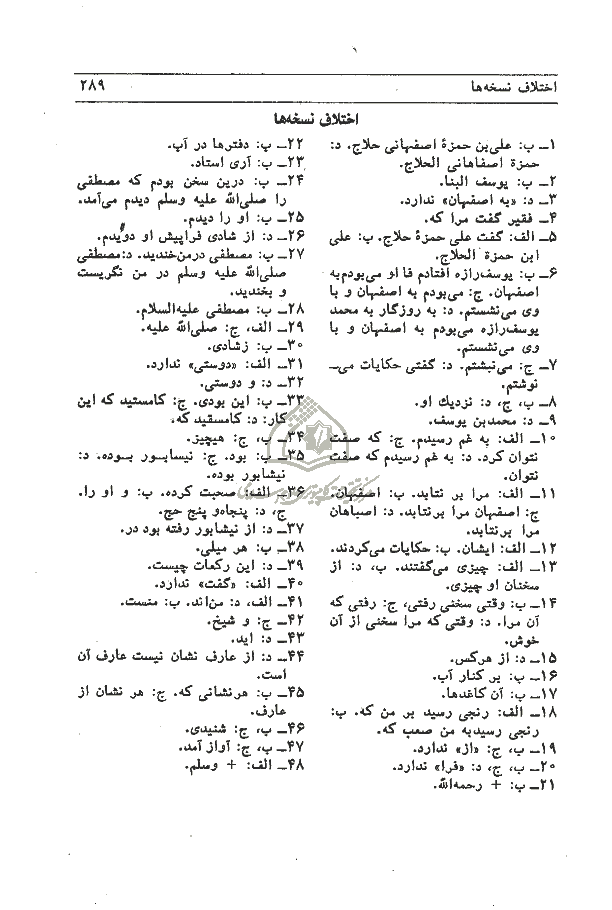 اختلاف نسخه‌ها
۲۸۹
اختلاف نسخه‌ها
۱ــ ب: علی‌بن حمزهٔ اصفهانی حلاج. د:
حمزة اصفاهانی الحلاج.
۲ــ ب: یوسف البنا.
۳ــ د: «به اصفهان» ندارد.
۴ــ فقیر گفت مرا که.
۵ــ الف: گفت علی حمزهٔ حلاج. ب: علی
ابن حمزة الحلاج.
۶ــ ب: یوسف‌رازه افتادم قا او می‌بودم‌به
اصفهان. ج: می‌بودم به اصفهان و با
وی می‌نشستم. د: به روزگار به محمد
یوسف‌رازه می‌بودم به اصفهان و با
وی می‌نشستم.
۷ــ ج: می‌نبشتم. د: گفتی حکایات می‌ــ
نوشتم.
۸ــ ب، ج، د: نزدیك او.
۹ــ د: محمدبن یوسف.
۱۰ــ الف: به غم رسیدم. ج: که صفت
نتوان کرد. د: به غم رسیدم که صفت
نتوان.
۱۱ــ الف: مرا بر نتابد. ب: اصفهان.
ج: اصفهان مرا برنتابد. د: اصباهان
مرا برنتابد.
۱۲ــ الف: ایشان. ب: حکایات می‌کردند.
۱۳ــ الف: چیزی می‌گفتند. ب، د: از
سخنان او چیزی.
۱۴ــ ب: وقتی سخنی رفتی، ج: رفتی که
آن مرا. د: وقتی که مرا سخنی از آن
خوش.
۱۵ــ د: از هرکس.
۱۶ــ ب: بر کنار آب.
۱۷ــ ب: آن کاغدها.
۱۸ــ الف: رنجی رسید بر من که. ب:
رنجی رسیدبه من صعب که.
۱۹ــ ب، ج: «از» ندارد.
۲۰ــ ب، ج، د: «فرا» ندارد.
۲۱ــ ب: + رحمه‌الله.
۲۲ــ ب: دفترها در آب.
۲۳ــ د: آری استاد.
۲۴ــ ب: درین سخن بودم که مصطفی
را صلی‌الله علیه وسلم دیدم می‌آمد.
۲۵ــ ب: او را دیدم.
۲۶ــ د: از شادی فراپیش او دویدم.
۲۷ــ ب: مصطفی درمن‌خندید. د:مصطفی
صلی‌الله علیه وسلم در من نگریست
و بخندید.
۲۸ــ ب: مصطفی علیه‌السلام.
۲۹ــ الف، ج: صلی‌الله علیه.
۳۰ــ ب: زشادی.
۳۱ــ الف: «دوستی» ندارد.
۳۲ــ د: و دوستی.
۳۳ــ ب: این بودی. ج: کامستید که این
کار: د: کامسقید که.
۳۴ــ ب، ج: هیچیز.
۳۵ــ ب: بود. ج: نیسابور بوده. د:
نیشابور بوده.
۳۶ــ الف: صحبت کرده. ب: و او را.
ج، د: پنجاه‌و پنج حج.
۳۷ــ د: از نیشابور رفته بود در.
۳۸ــ ب: هر میلی.
۳۹ــ د: این رکعات چیست.
۴۰ــ الف: «گفت» ندارد.
۴۱ــ الف، د: من‌اند. ب: منست.
۴۲ــ ج: و شیخ.
۴۳ــ د: اید.
۴۴ــ د: از عارف نشان نیست عارف آن
است.
۴۵ــ ب: هرنشانی که. ج: هر نشان از
عارف.
۴۶ــ ب، ج: شنیدی.
۴۷ــ ب، ج: آواز آمد.
۴۸ــ الف: + وسلم.